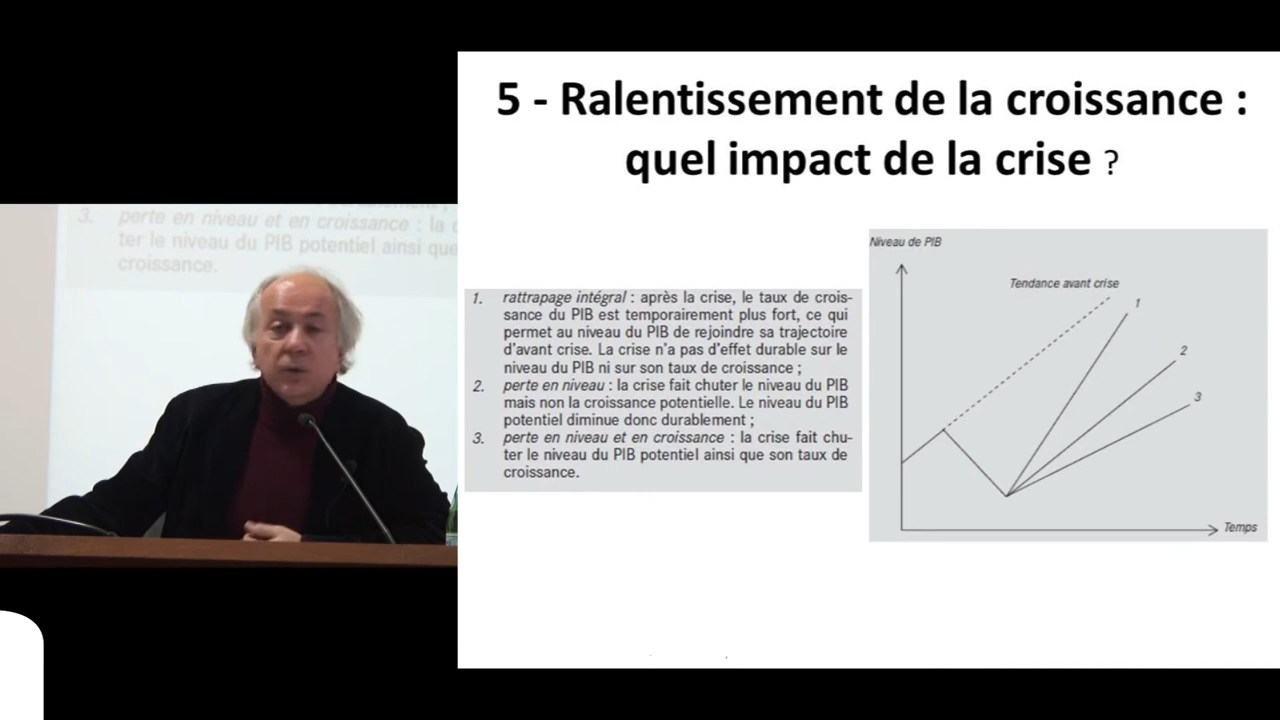 5 - Ralentissement de la croissance :
quel impact de la crise ?
1. rattrapage intégral : après la crise, le taux de crois-
sance du PIB est temporairement plus fort, ce qui
permet au niveau du PIB de rejoindre sa trajectoire
d'avant crise. La crise n'a pas d'effet durable sur le
niveau du PIB ni sur son taux de croissance ;
2. perte en niveau : la crise fait chuter le niveau du PIB
mais non la croissance potentielle. Le niveau du PIB
potentiel diminue donc durablement ;
3. perte en niveau et en croissance : la crise fait chu-
ter le niveau du PIB potentiel ainsi que son taux de
croissance.
Niveau de PIB
Tendance avant crise
1
2
3
Temps
3. perte en niveau et en croissance : la
ter le niveau du PIB potentiel ainsi que
croissance.